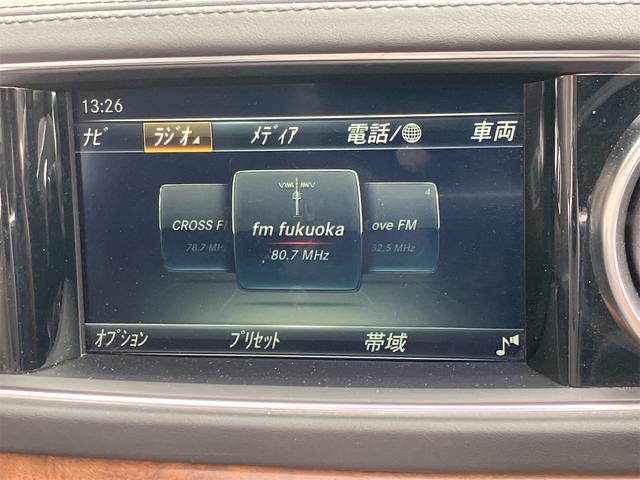 13:26
ナビ ラジオ メディア 電話/ 車両
4
CROSS F fm fukuoka Love FM
78.7 MH 80.7 MHz 82.5 MHz
オプション プリセット 帯域